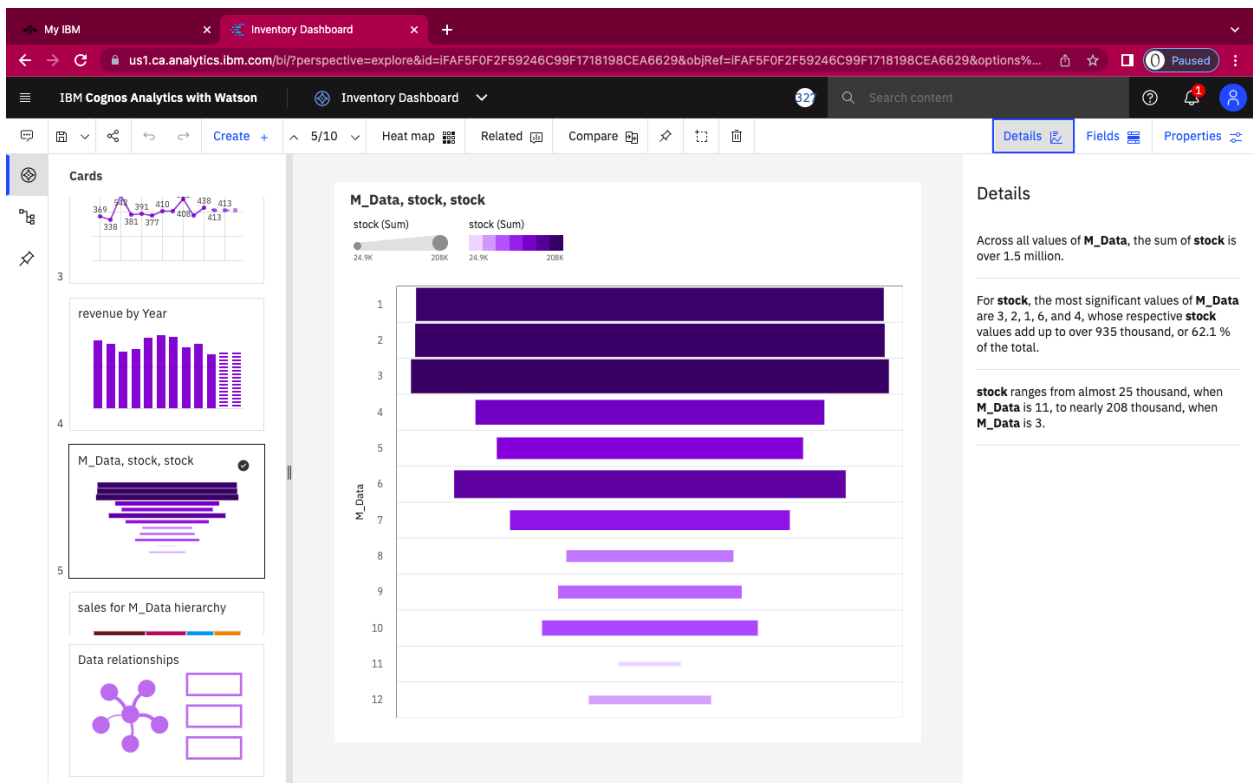 My IBM
Inventory Dashboard
us1.ca.analytics.ibm.com/bi/?perspective=explore&id=iFAF5F0F2F59246C99F1718198CEA6629&objRef=iFAF5F0F2F59246C99F1718198CEA6629&options%...
Paused
IBM Cognos Analytics with Watson
Inventory Dashboard
Search content
1
Create +
5/10
Heat map
Related
Compare
Details
Fields
Properties
Cards
369
338
381
391
377
410
408
438
413
413
3
revenue by Year
4
M_Data, stock, stock
5
sales for M_Data hierarchy
Data relationships
M_Data, stock, stock
stock (Sum)
stock (Sum)
24.9K
208K
24.9K
208K
M_Data
1
2
3
4
5
6
7
8
9
10
11
12
Details
Across all values of M_Data, the sum of stock is
over 1.5 million.
For stock, the most significant values of M_Data
are 3, 2, 1, 6, and 4, whose respective stock
values add up to over 935 thousand, or 62.1 %
of the total.
stock ranges from almost 25 thousand, when
M_Data is 11, to nearly 208 thousand, when
M_Data is 3.